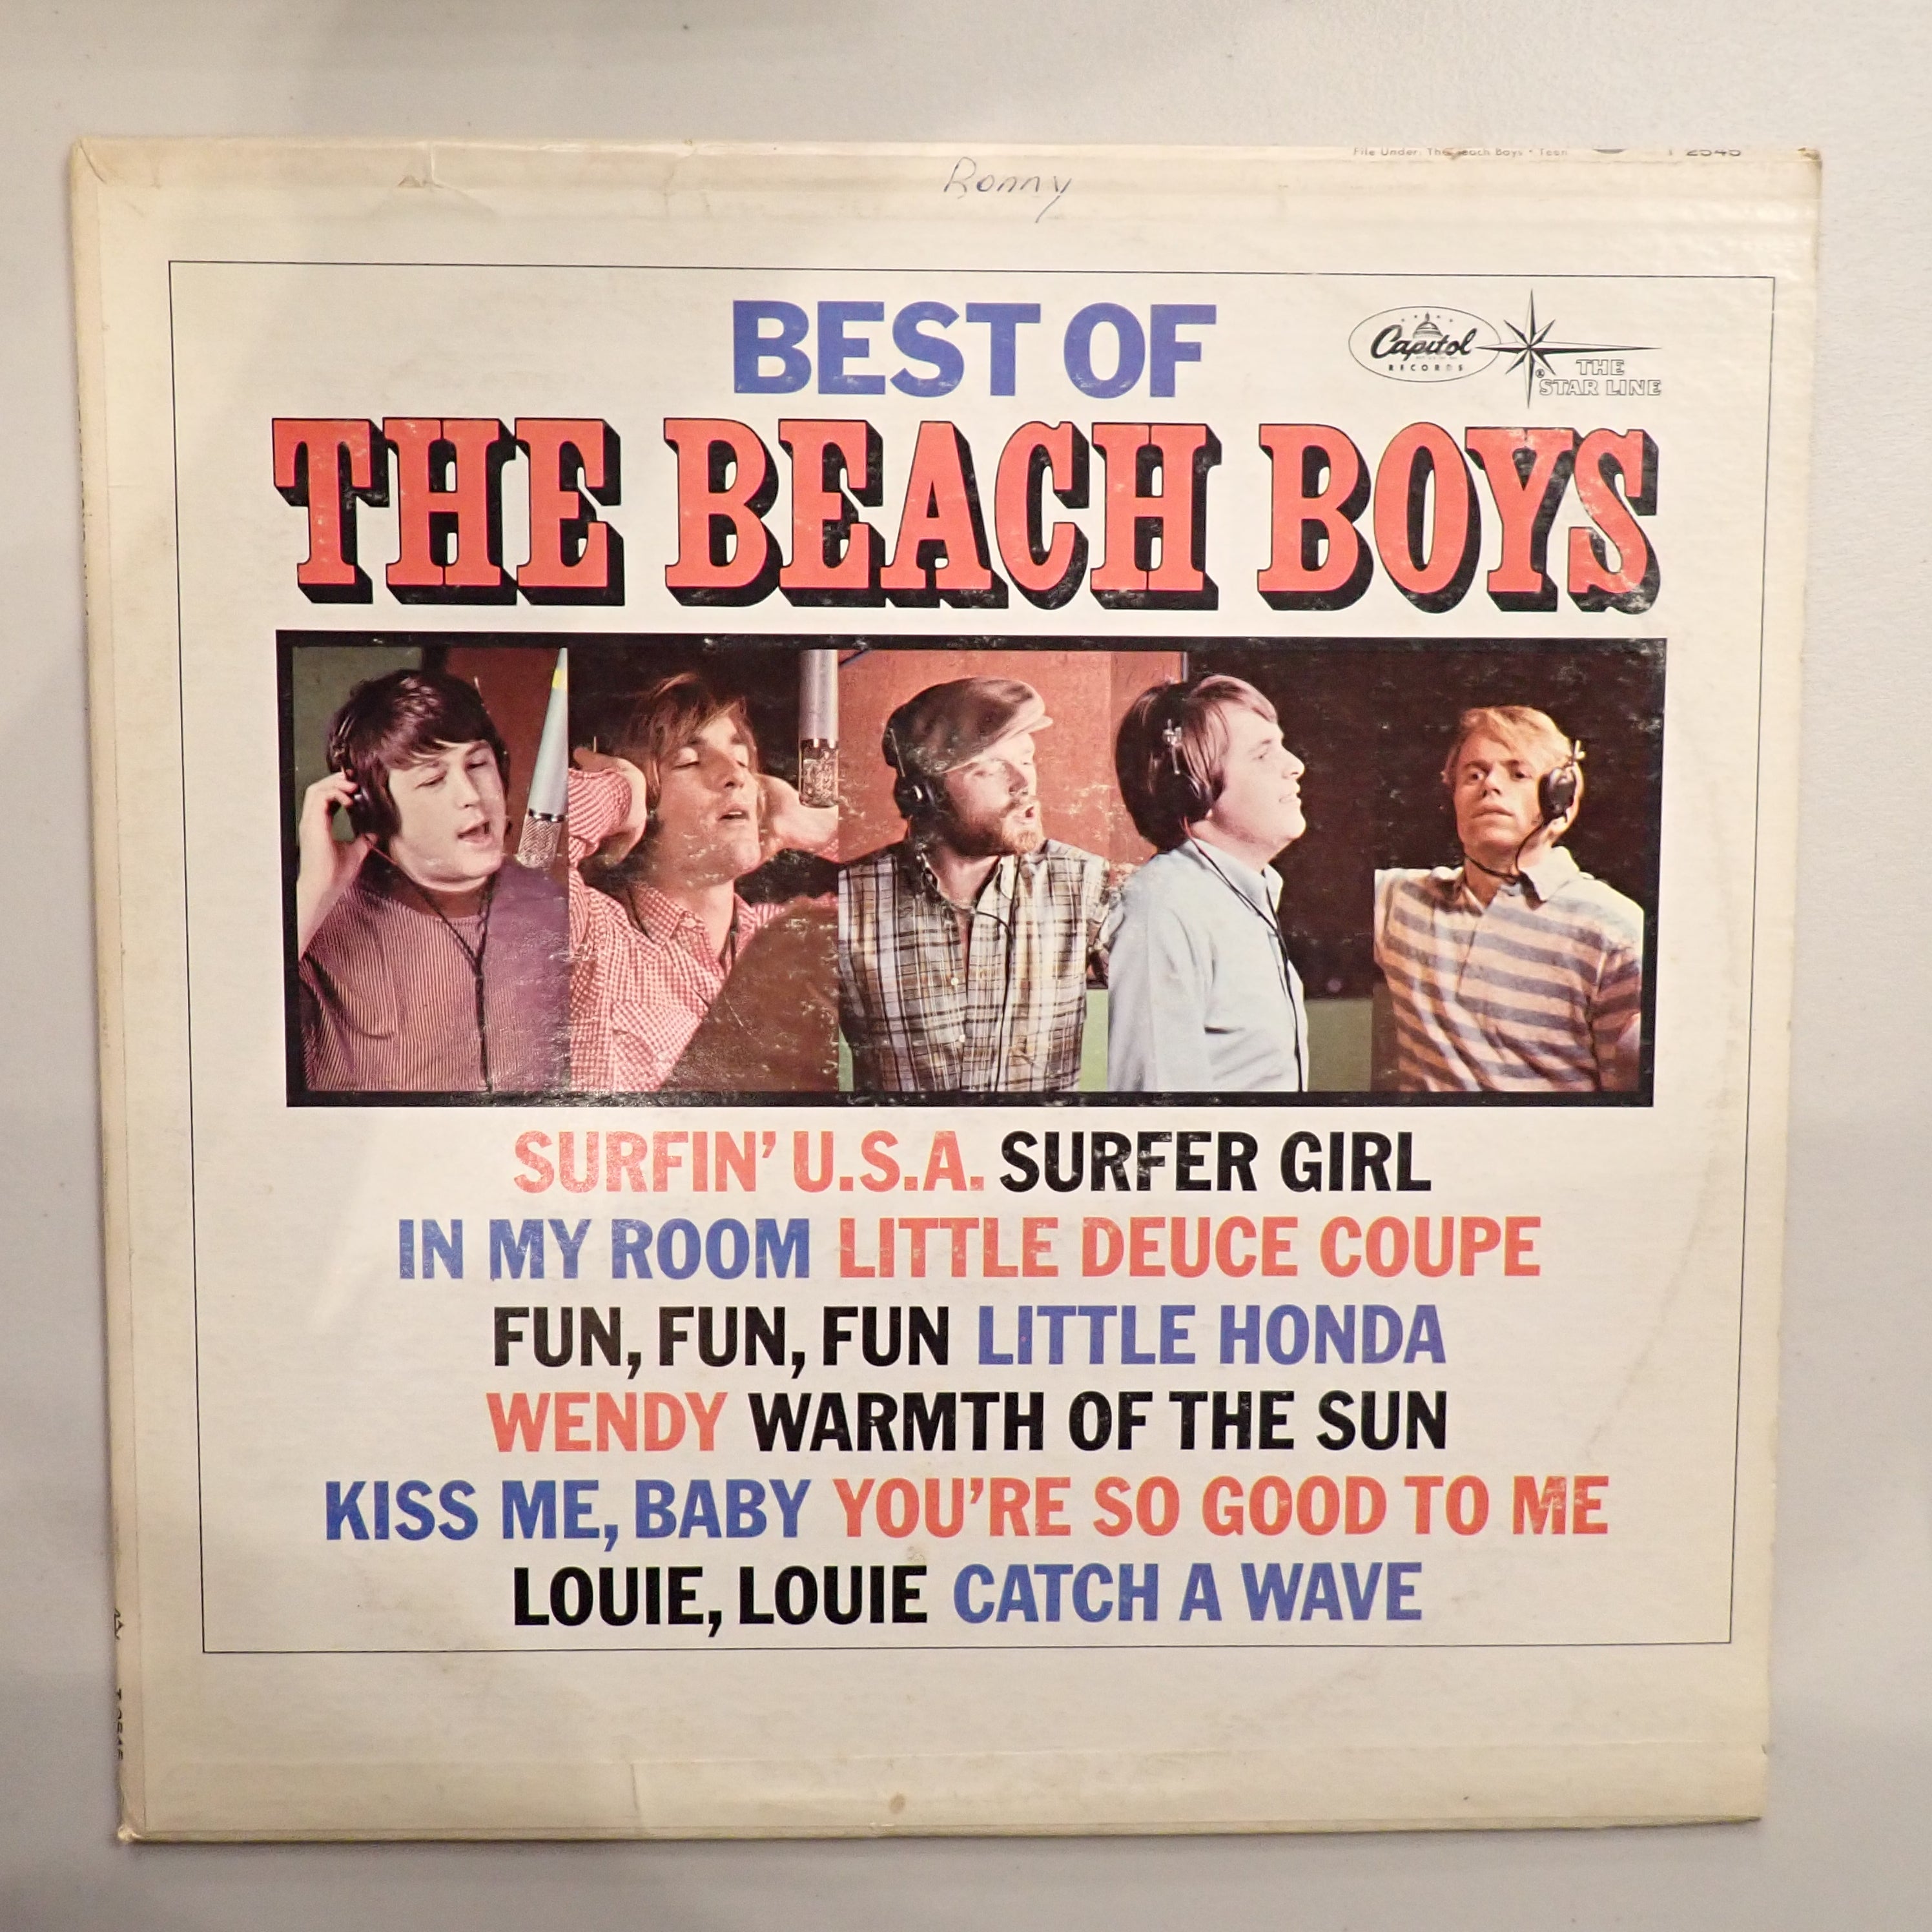 File Under: The Beach Boys • Teen T 2545
Ronny
BEST OF
Capitol
RECORDS
THE
STAR LINE
THE BEACH BOYS
SURFIN' U.S.A. SURFER GIRL
IN MY ROOM LITTLE DEUCE COUPE
FUN, FUN, FUN LITTLE HONDA
WENDY WARMTH OF THE SUN
KISS ME, BABY YOU'RE SO GOOD TO ME
LOUIE, LOUIE CATCH A WAVE